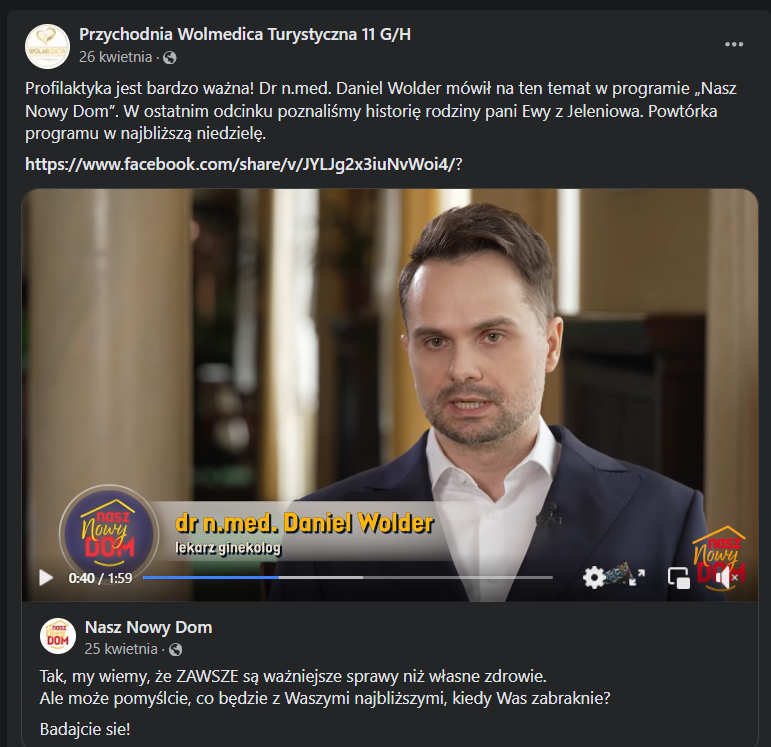 Przychodnia Wolmedica Turystyczna 11 G/H
26 kwietnia ·
Profilaktyka jest bardzo ważna! Dr n.med. Daniel Wolder mówił na ten temat w programie „Nasz
Nowy Dom”. W ostatnim odcinku poznaliśmy historię rodziny pani Ewy z Jeleniowa. Powtórka
programu w najbliższą niedzielę.
https://www.facebook.com/share/v/JYLJg2x3iuNvWoi4/?
nasz
Nowy
DOM
dr n.med. Daniel Wolder
lekarz ginekolog
nasz
Nowy
DOM
0:40 / 1:59
Nasz Nowy Dom
25 kwietnia ·
Tak, my wiemy, że ZAWSZE są ważniejsze sprawy niż własne zdrowie.
Ale może pomyślcie, co będzie z Waszymi najbliższymi, kiedy Was zabraknie?
Badajcie sie!